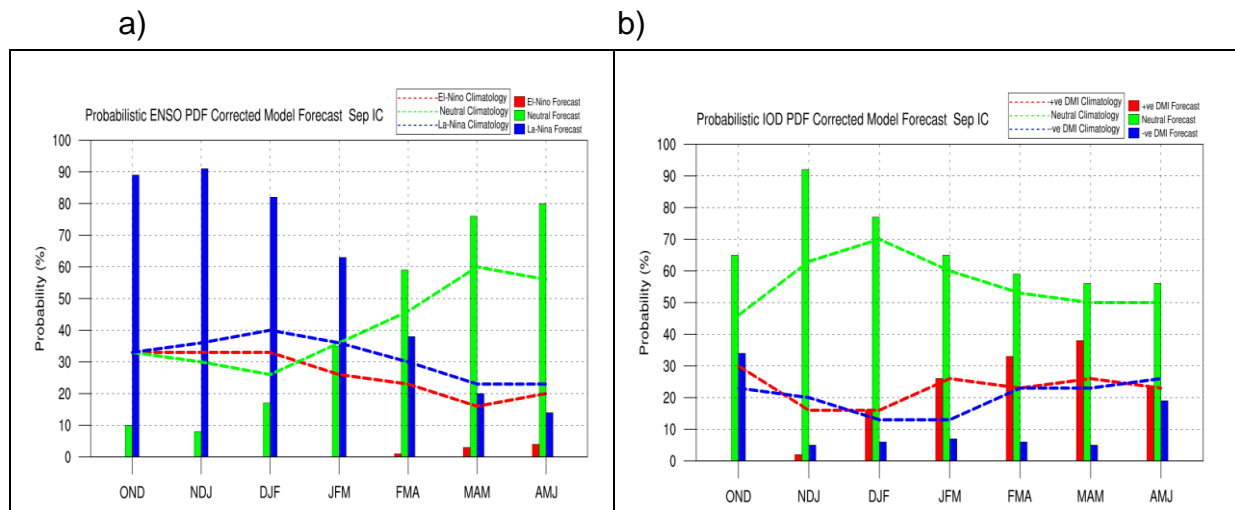 a)
b)
Probabilistic ENSO PDF Corrected Model Forecast Sep IC
El-Nino Climatology
Neutral Climatology
La-Nina Climatology
El-Nino Forecast
Neutral Forecast
La-Nina Forecast
Probability (%)
100
90
80
70
60
50
40
30
20
10
0
OND NDJ DJF JFM FMA MAM AMJ
Probabilistic IOD PDF Corrected Model Forecast Sep IC
+ve DMI Climatology
Neutral Climatology
-ve DMI Climatology
+ve DMI Forecast
Neutral Forecast
-ve DMI Forecast
Probability (%)
100
90
80
70
60
50
40
30
20
10
0
OND NDJ DJF JFM FMA MAM AMJ